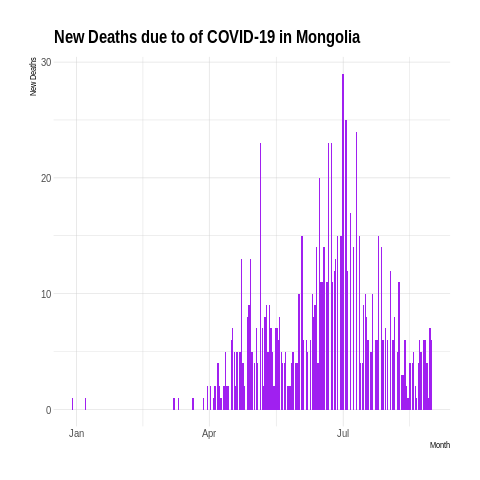 New Deaths due to of COVID-19 in Mongolia
New Deaths
30
20
10
0
Jan
Apr
Jul
Month